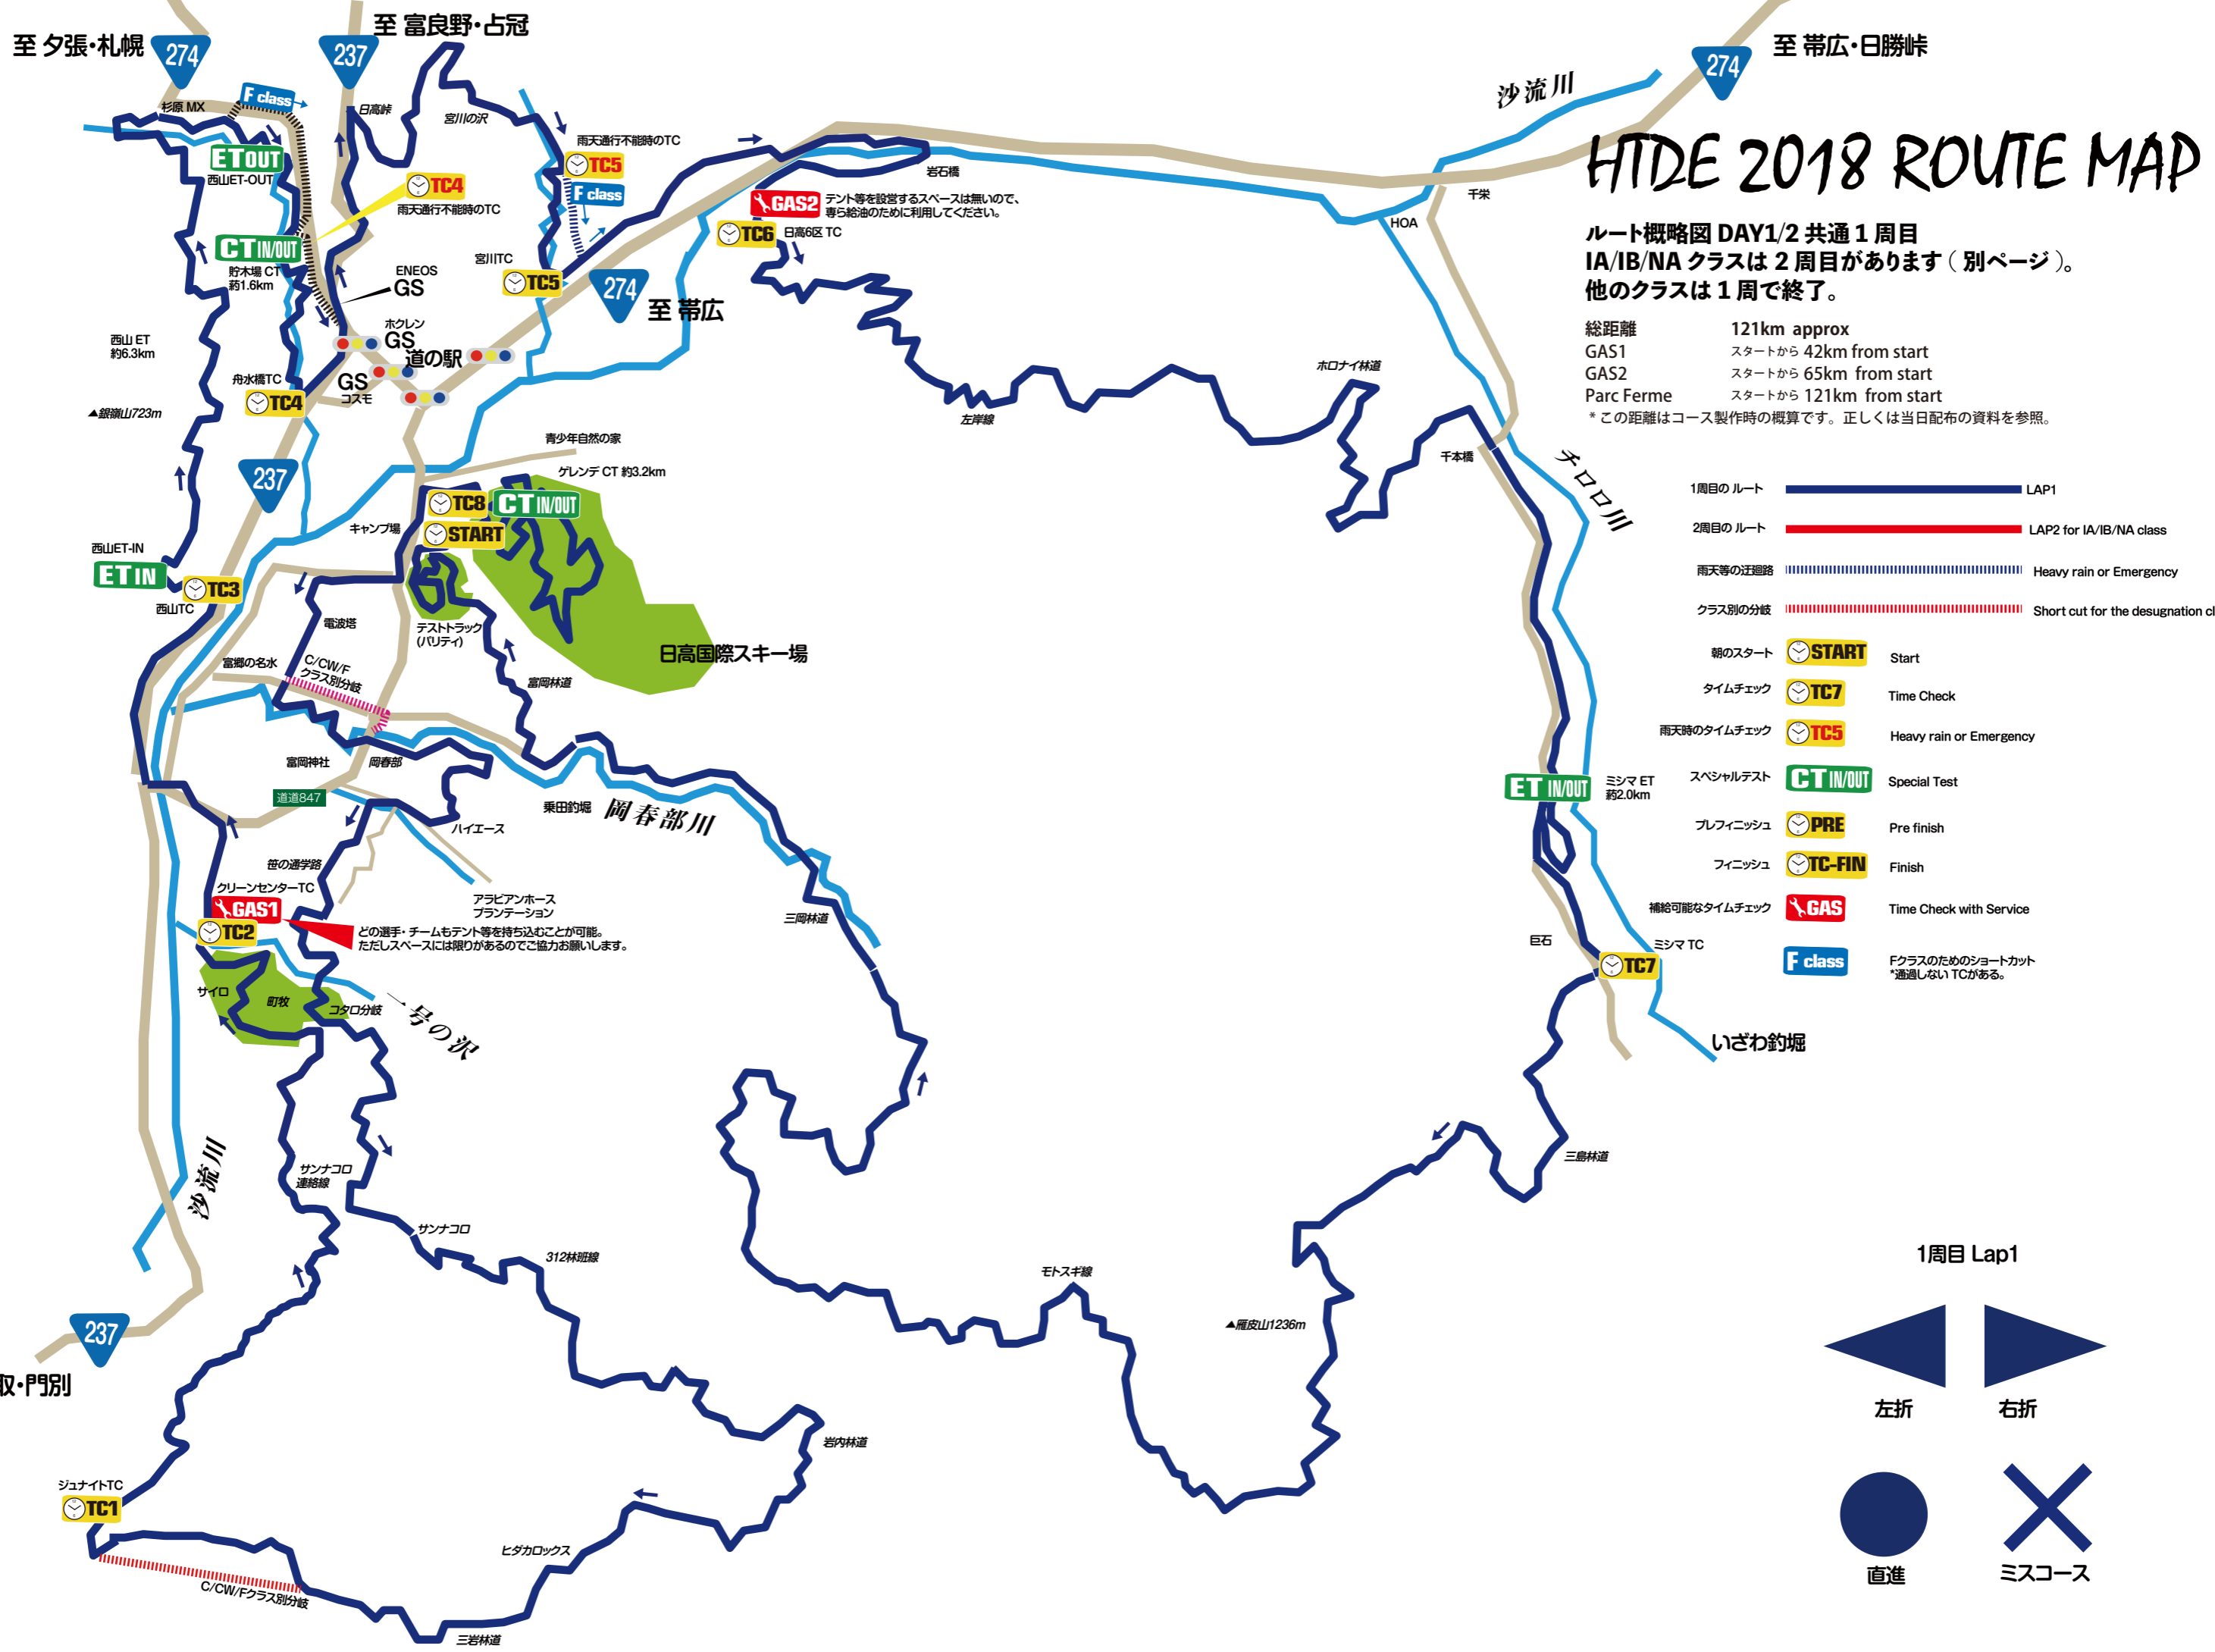 至 夕張・札幌
274
237
至 富良野・占冠
274
至 帯広・日勝峠
沙流川
HTDE 2018 ROUTE MAP
ルート概略図 DAY1/2 共通 1 周目
IA/IB/NA クラスは 2 周目があります ( 別ページ )。
他のクラスは 1 周で終了。
総距離 121km approx
GAS1 スタートから 42km from start
GAS2 スタートから 65km from start
Parc Ferme スタートから 121km from start
* この距離はコース製作時の概算です。正しくは当日配布の資料を参照。
杉原 MX
F class
日高峠
宮川の沢
雨天通行不能時のTC
TC5
F class
ET OUT
西山ET-OUT
TC4
雨天通行不能時のTC
CT IN/OUT
貯木場 CT
約1.6km
ENEOS
GS
宮川TC
TC5
274
至 帯広
GAS2
テント等を設営するスペースは無いので、
専ら給油のために利用してください。
TC6
日高6区 TC
岩石橋
千栄
HOA
西山 ET
約6.3km
ホクレン
GS
道の駅
GS
コスモ
舟水橋TC
TC4
▲銀嶺山723m
237
青少年自然の家
ゲレンデ CT 約3.2km
TC8
CT IN/OUT
START
キャンプ場
左岸線
ホロナイ林道
千本橋
チロロ川
西山ET-IN
ET IN
TC3
西山TC
電波塔
テストトラック
(パリティ)
日高国際スキー場
富郷の名水
C/CW/F
クラス別分岐
富岡林道
富岡神社
岡春部
道道847
乗田釣堀
岡春部川
ハイエース
笹の通学路
クリーンセンターTC
GAS1
TC2
アラビアンホース
プランテーション
どの選手・チームもテント等を持ち込むことが可能。
ただしスペースには限りがあるのでご協力お願いします。
三岡林道
サイロ
町牧
コタロ分岐
一号の沢
沙流川
サンナコロ
連絡線
サンナコロ
312林班線
237
取・門別
ジュナイトTC
TC1
C/CW/Fクラス別分岐
三岩林道
ヒダカロックス
岩内林道
モトスギ線
▲雁皮山1236m
三島林道
ET IN/OUT
ミシマ ET
約2.0km
巨石
ミシマ TC
TC7
いざわ釣堀
1周目の ルート LAP1
2周目の ルート LAP2 for IA/IB/NA class
雨天等の迂廻路 Heavy rain or Emergency
クラス別の分岐 Short cut for the desugnation cl
朝のスタート START Start
タイムチェック TC7 Time Check
雨天時のタイムチェック TC5 Heavy rain or Emergency
スペシャルテスト CT IN/OUT Special Test
プレフィニッシュ PRE Pre finish
フィニッシュ TC-FIN Finish
補給可能なタイムチェック GAS Time Check with Service
F class Fクラスのためのショートカット
*通過しない TCがある。
1周目 Lap1
左折 右折
直進 ミスコース